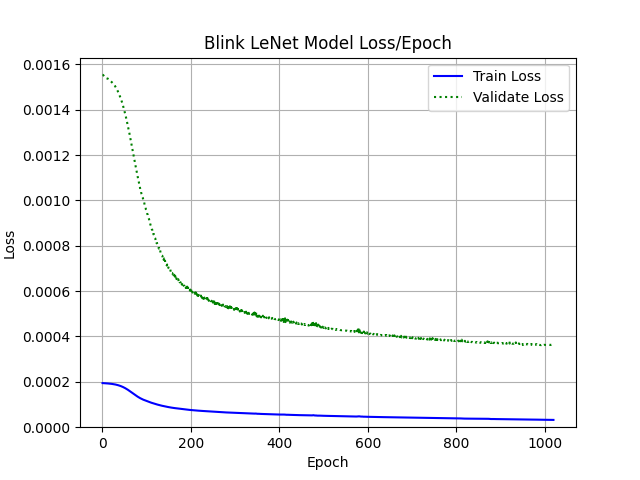 Blink LeNet Model Loss/Epoch
Train Loss
Validate Loss
0.0016
0.0014
0.0012
0.0010
0.0008
0.0006
0.0004
0.0002
0.0000
Loss
0 200 400 600 800 1000
Epoch